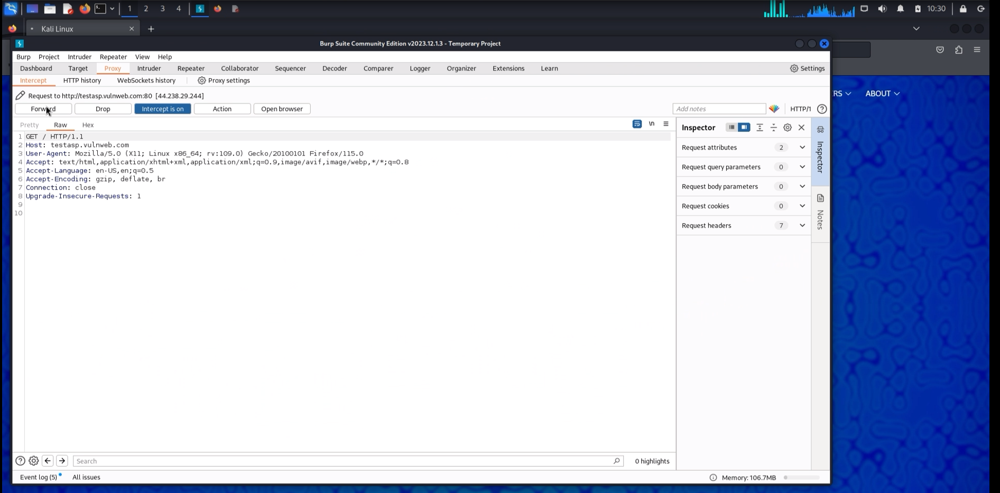 1 2 3 4 10:30
Kali Linux
Burp Suite Community Edition v2023.12.1.3 - Temporary Project
Burp Project Intruder Repeater View Help
Dashboard Target Proxy Intruder Repeater Collaborator Sequencer Decoder Comparer Logger Organizer Extensions Learn Settings
Intercept HTTP history WebSockets history Proxy settings
RS ABOUT
Request to http://testasp.vulnweb.com:80 [44.238.29.244]
Forward Drop Intercept is on Action Open browser Add notes HTTP/1
Pretty Raw Hex \n
1 GET / HTTP/1.1
2 Host: testasp.vulnweb.com
3 User-Agent: Mozilla/5.0 (X11; Linux x86_64; rv:109.0) Gecko/20100101 Firefox/115.0
4 Accept: text/html,application/xhtml+xml,application/xml;q=0.9,image/avif,image/webp,*/*;q=0.8
5 Accept-Language: en-US,en;q=0.5
6 Accept-Encoding: gzip, deflate, br
7 Connection: close
8 Upgrade-Insecure-Requests: 1
9
10
Inspector
Request attributes 2
Request query parameters 0
Request body parameters 0
Request cookies 0
Request headers 7
Inspector
Notes
Search 0 highlights
Event log (5) All issues Memory: 106.7MB